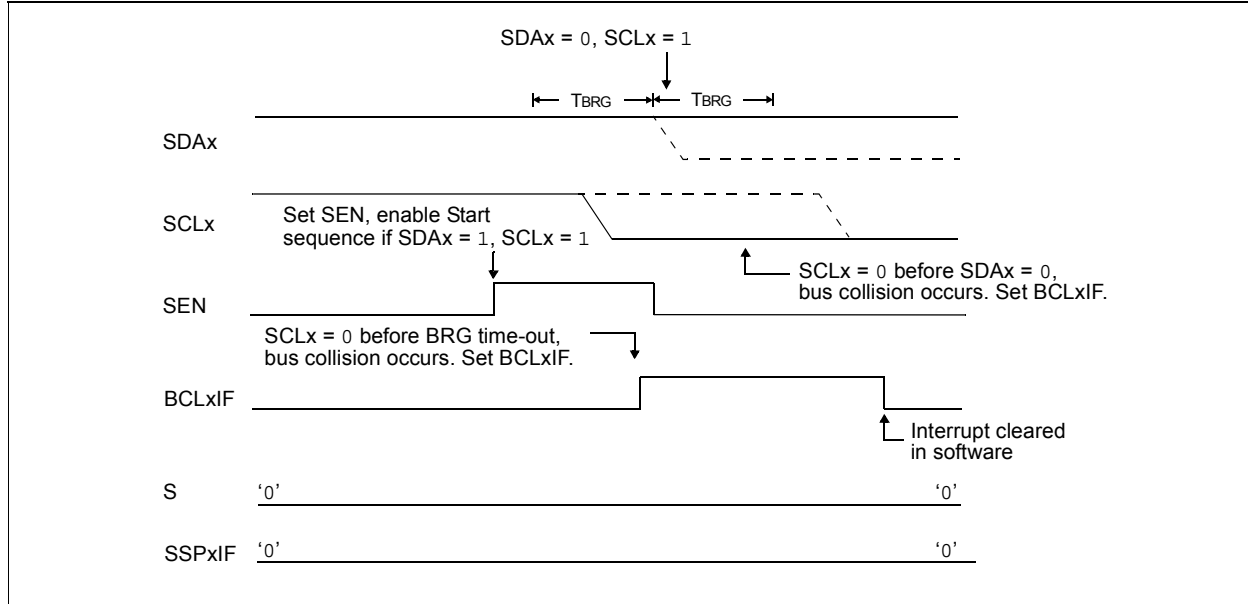 SDAx = 0, SCLx = 1
TBRG TBRG
SDAx
SCLx
Set SEN, enable Start
sequence if SDAx = 1, SCLx = 1
SCLx = 0 before SDAx = 0,
bus collision occurs. Set BCLxIF.
SEN
SCLx = 0 before BRG time-out,
bus collision occurs. Set BCLxIF.
BCLxIF
Interrupt cleared
in software
S ‘0’ ‘0’
SSPxIF ‘0’ ‘0’